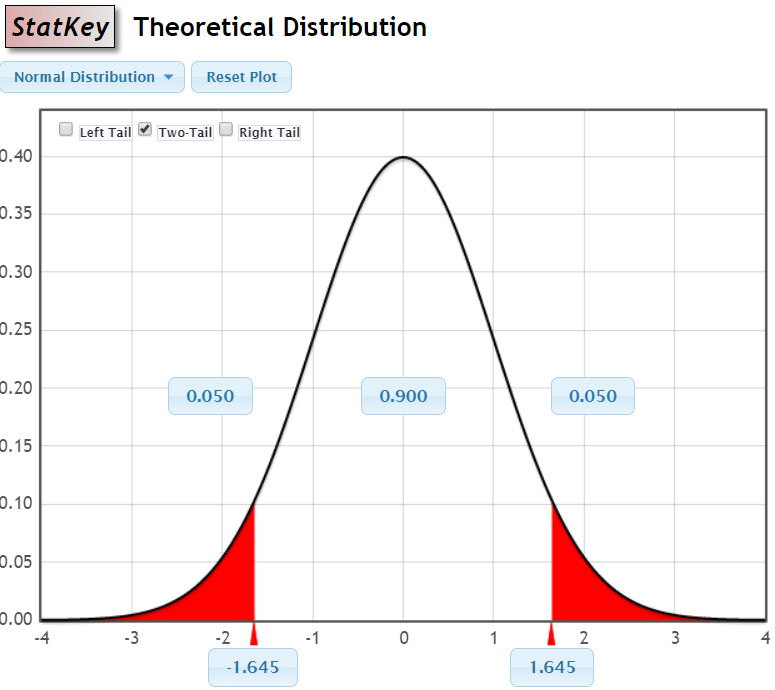 StatKey Theoretical Distribution
Normal Distribution Reset Plot
Left Tail Two-Tail Right Tail
0.40
0.35
0.30
0.25
0.20
0.050 0.900 0.050
0.15
0.10
0.05
0.00
-4 -3 -2 -1 0 1 2 3 4
-1.645 1.645